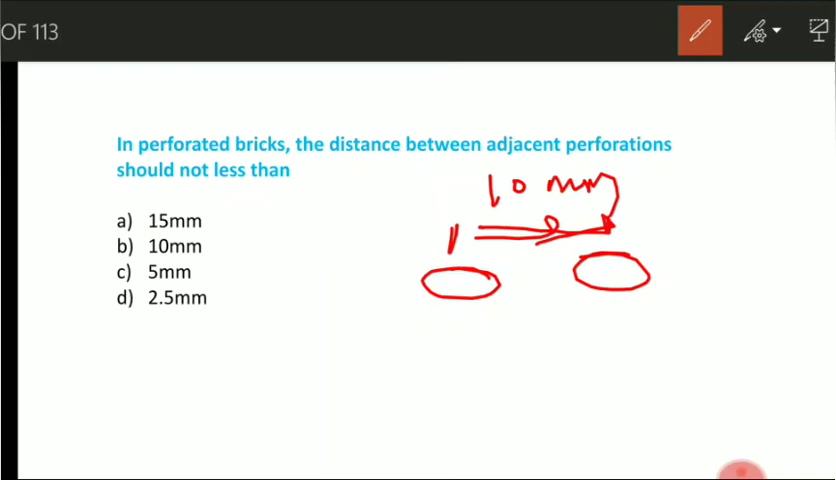 OF 113
In perforated bricks, the distance between adjacent perforations
should not less than
10 mm
a) 15mm
b) 10mm
c) 5mm
d) 2.5mm